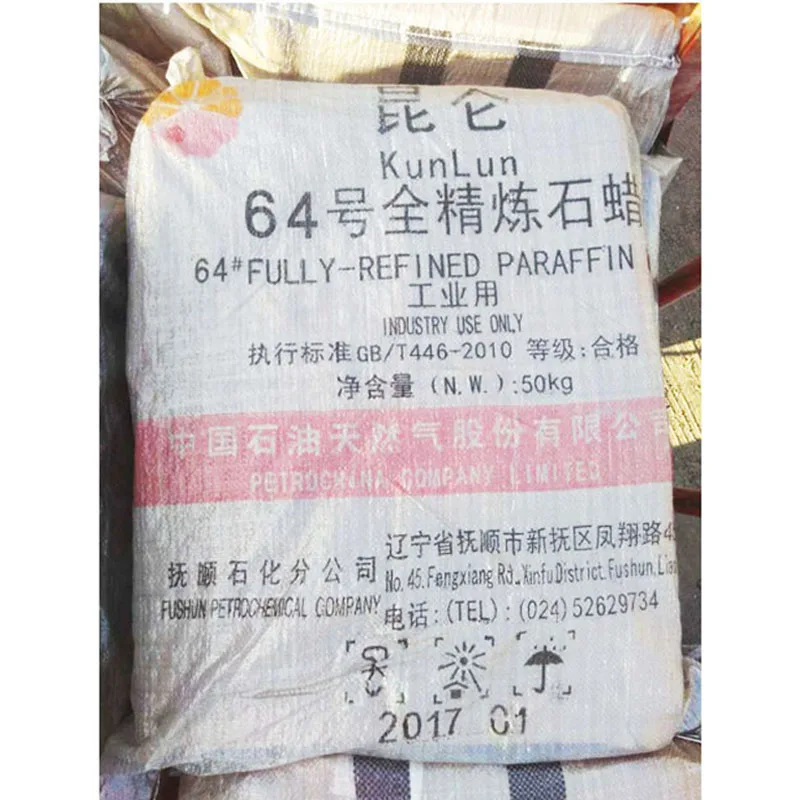 昆仑
KunLun
64号全精炼石蜡
64#FULLY-REFINED PARAFFIN
工业用
INDUSTRY USE ONLY
执行标准GB/T446-2010 等级:合格
净含量 (N.W.):50kg
中国石油天然气股份有限公司
PETROCHINA COMPANY LIMITED
抚顺石化分公司
FUSHUN PETROCHEMICAL COMPANY
辽宁省抚顺市新抚区凤翔路45
No.45.Fengxiang Rd.,Xinfu District.Fushun,Liao
电话:(TEL):(024)52629734
2017 01